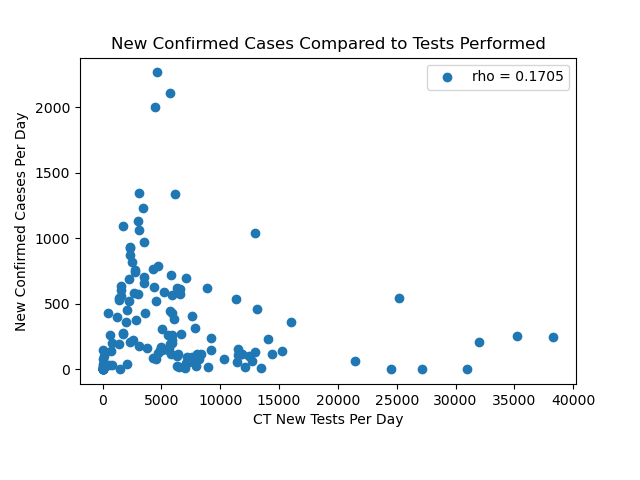 New Confirmed Cases Compared to Tests Performed
rho = 0.1705
New Confirmed Caeses Per Day
2000
1500
1000
500
0
0 5000 10000 15000 20000 25000 30000 35000 40000
CT New Tests Per Day